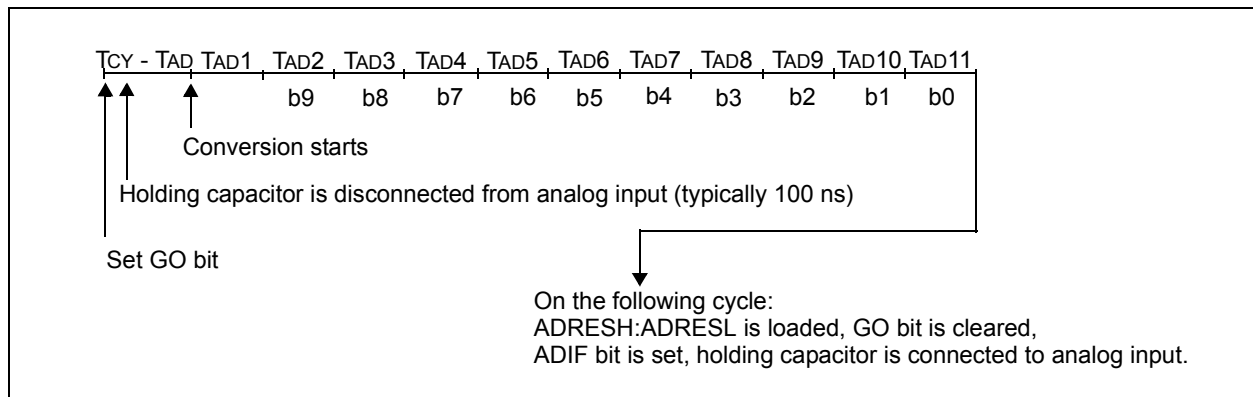 TCY - TAD TAD1 TAD2 TAD3 TAD4 TAD5 TAD6 TAD7 TAD8 TAD9 TAD10 TAD11
b9 b8 b7 b6 b5 b4 b3 b2 b1 b0
Conversion starts
Holding capacitor is disconnected from analog input (typically 100 ns)
Set GO bit
On the following cycle:
ADRESH:ADRESL is loaded, GO bit is cleared,
ADIF bit is set, holding capacitor is connected to analog input.